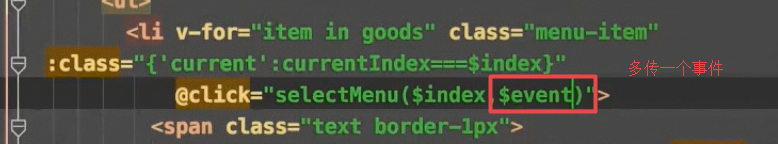 <ul>
<li v-for="item in goods" class="menu-item"
:class="{'current':currentIndex===$index}"
多传一个事件
@click="selectMenu($index,$event)">
<span class="text border-1px">